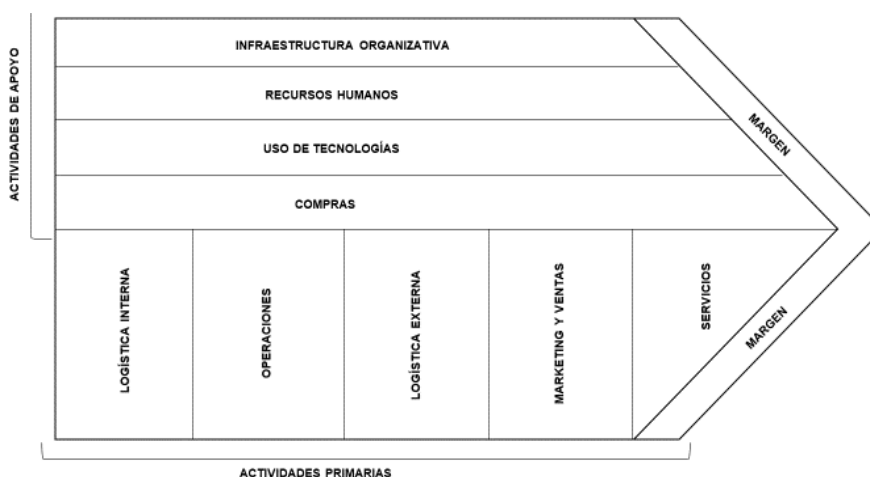 ACTIVIDADES DE APOYO
INFRAESTRUCTURA ORGANIZATIVA
RECURSOS HUMANOS
USO DE TECNOLOGÍAS
COMPRAS
MARGEN
LOGÍSTICA INTERNA
OPERACIONES
LOGÍSTICA EXTERNA
MARKETING Y VENTAS
SERVICIOS
MARGEN
ACTIVIDADES PRIMARIAS